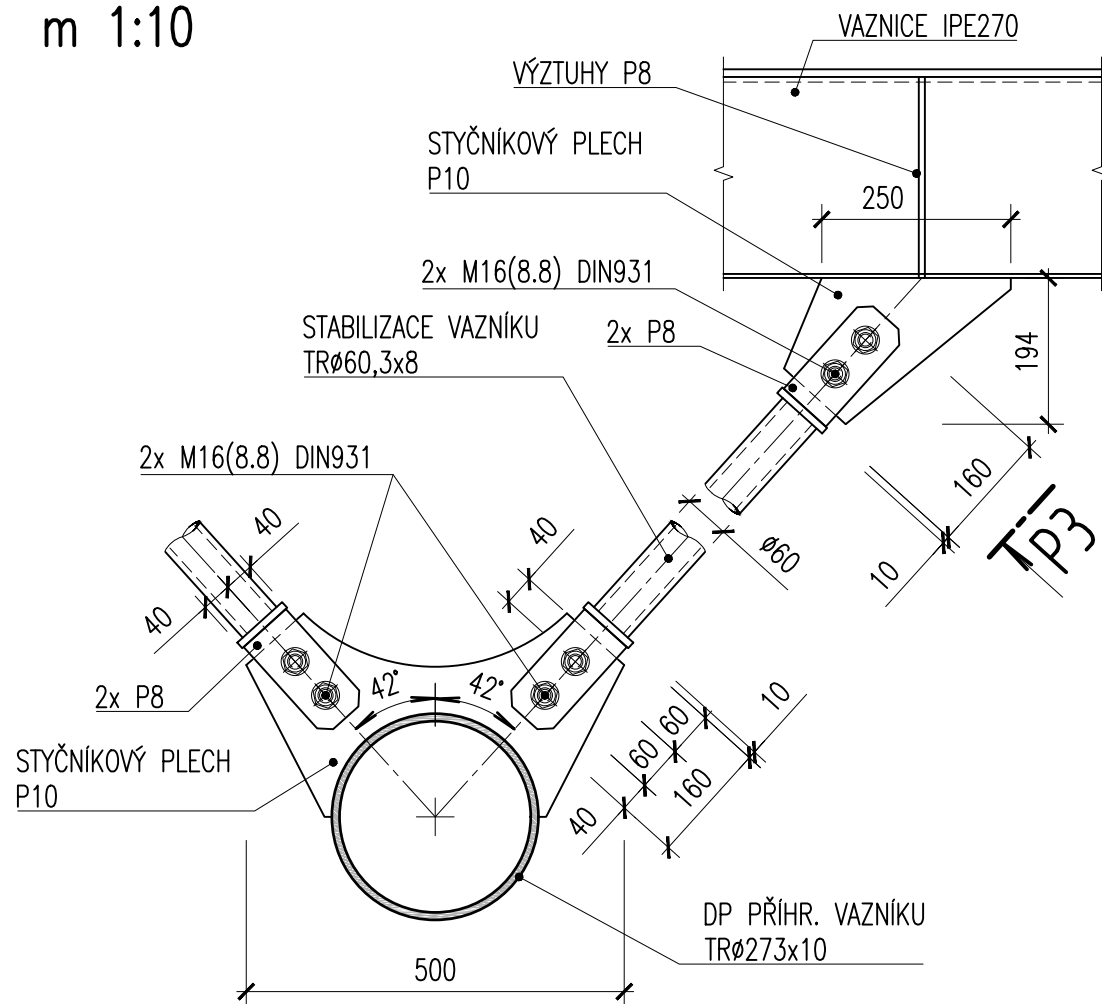 m 1:10
VAZNICE IPE270
VÝZTUHY P8
STYČNÍKOVÝ PLECH
P10
250
2x M16(8.8) DIN931
STABILIZACE VAZNÍKU
TRø60,3x8
2x P8
194
2x M16(8.8) DIN931
160
10
P3
ø60
40
40
40
42°
42°
2x P8
STYČNÍKOVÝ PLECH
P10
10
60
60
160
40
DP PŘÍHR. VAZNÍKU
TRø273x10
500